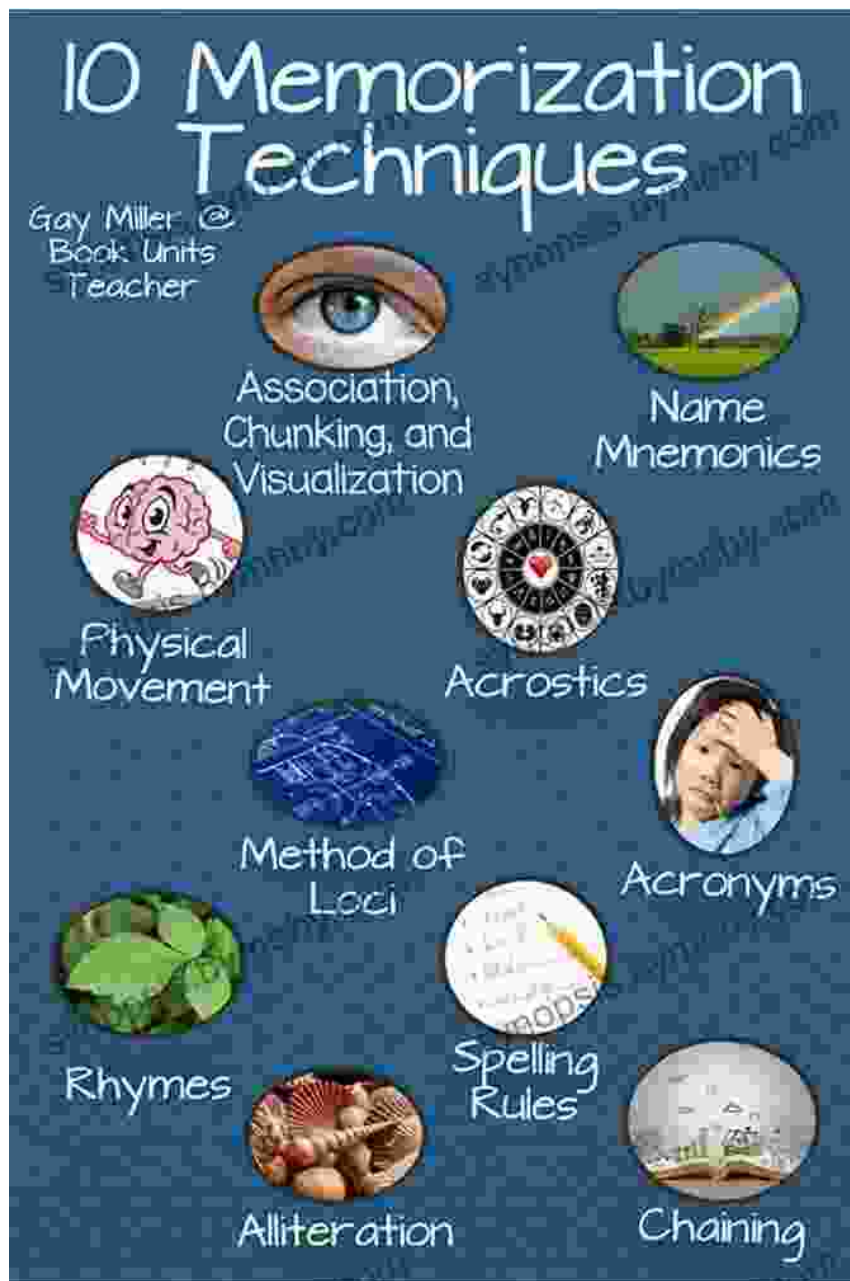 10 Memorization
Techniques
Gay Miller @
Book Units
Teacher
Association,
Chunking, and
Visualization
Name
Mnemonics
Physical
Movement
Acrostics
Method of
Loci
Acronyms
Rhymes
Spelling
Rules
Alliteration
Chaining